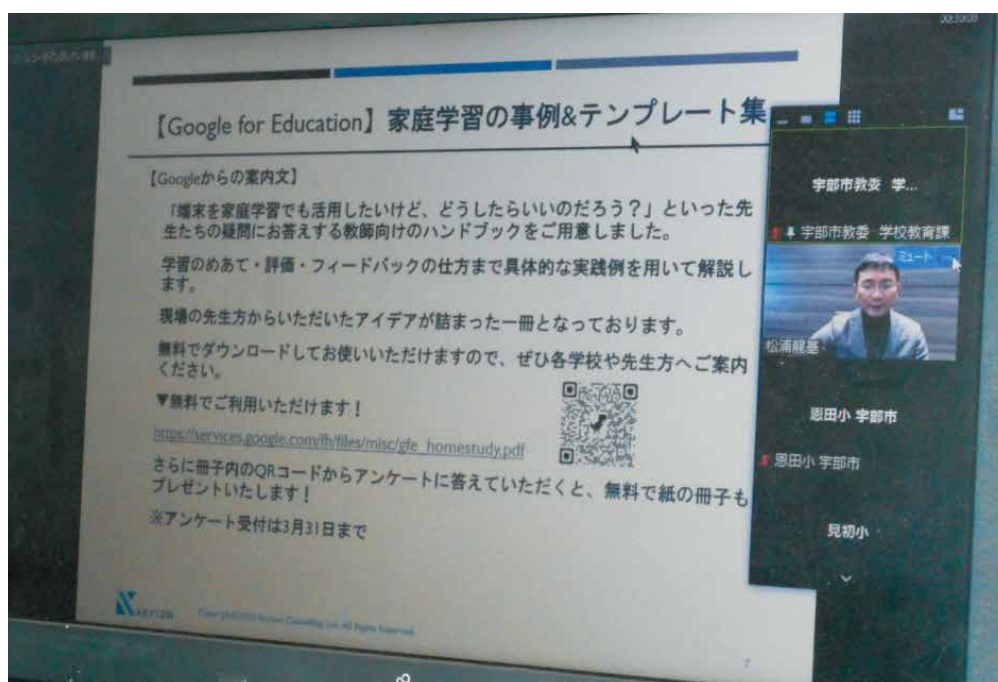 【Google for Education】家庭学習の事例&テンプレート集
【Googleからの案内文】
「端末を家庭学習でも活用したいけど、どうしたらいいのだろう？」といった先
生たちの疑問にお答えする教師向けのハンドブックをご用意しました。
学習のめあて・評価・フィードバックの仕方まで具体的な実践例を用いて解説し
ます。
現場の先生方からいただいたアイデアが詰まった一冊となっております。
無料でダウンロードしてお使いいただけますので、ぜひ各学校や先生方へご案内
ください。
▼無料でご利用いただけます！
https://services.google.com/fh/files/misc/gfe_homestudy.pdf
さらに冊子内のQRコードからアンケートに答えていただくと、無料で紙の冊子も
プレゼントいたします！
※アンケート受付は3月31日まで
7
宇部市教委 学...
宇部市教委 学校教育課
ミュート
松浦龍基
恩田小 宇部市
恩田小 宇部市
見初小